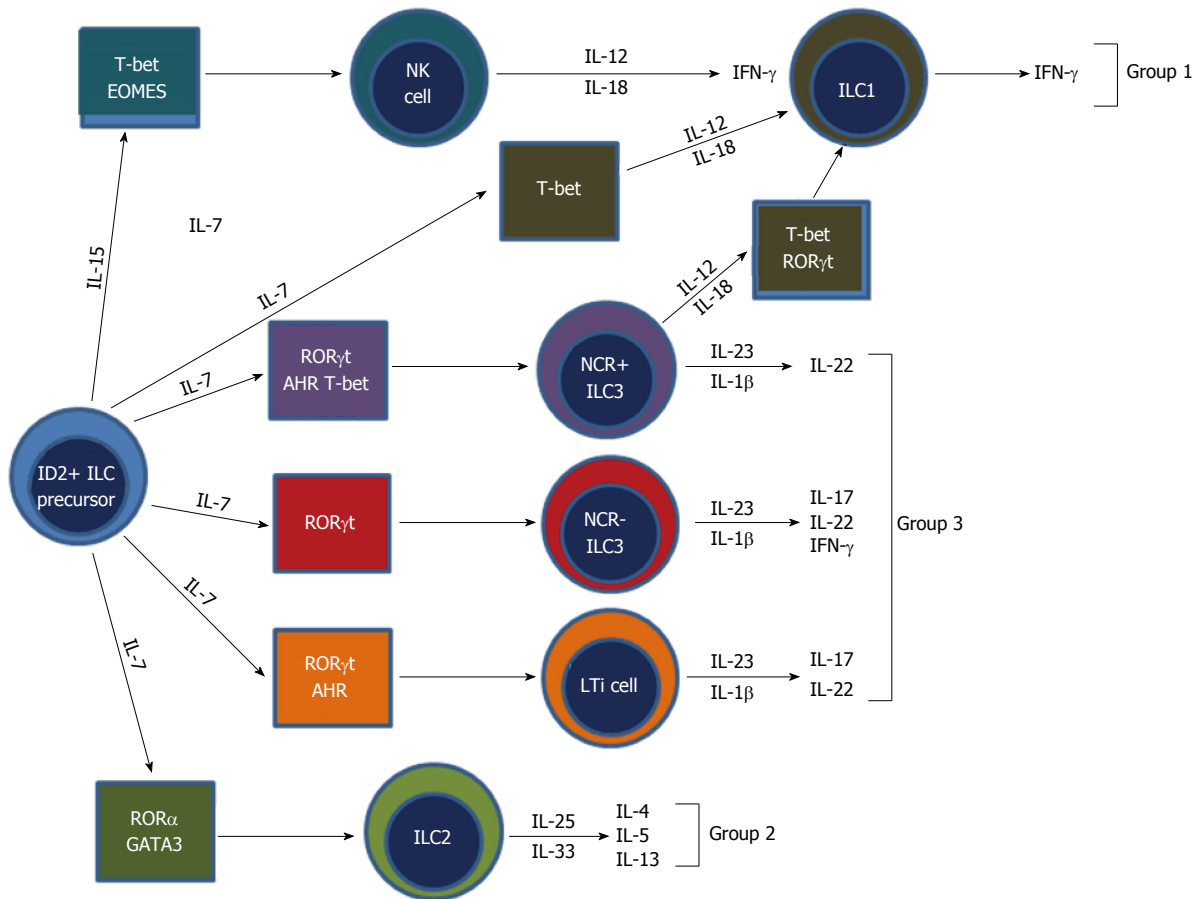 T-bet
EOMES
NK
cell
IL-12
IL-18
IFN-γ
ILC1
IFN-γ
Group 1
IL-15
IL-7
IL-7
T-bet
IL-12
IL-18
T-bet
RORγt
IL-12
IL-18
IL-7
RORγt
AHR T-bet
NCR+
ILC3
IL-23
IL-1β
IL-22
ID2+ ILC
precursor
IL-7
RORγt
NCR-
ILC3
IL-23
IL-1β
IL-17
IL-22
IFN-γ
Group 3
IL-7
RORγt
AHR
LTi cell
IL-23
IL-1β
IL-17
IL-22
IL-7
RORα
GATA3
ILC2
IL-25
IL-33
IL-4
IL-5
IL-13
Group 2